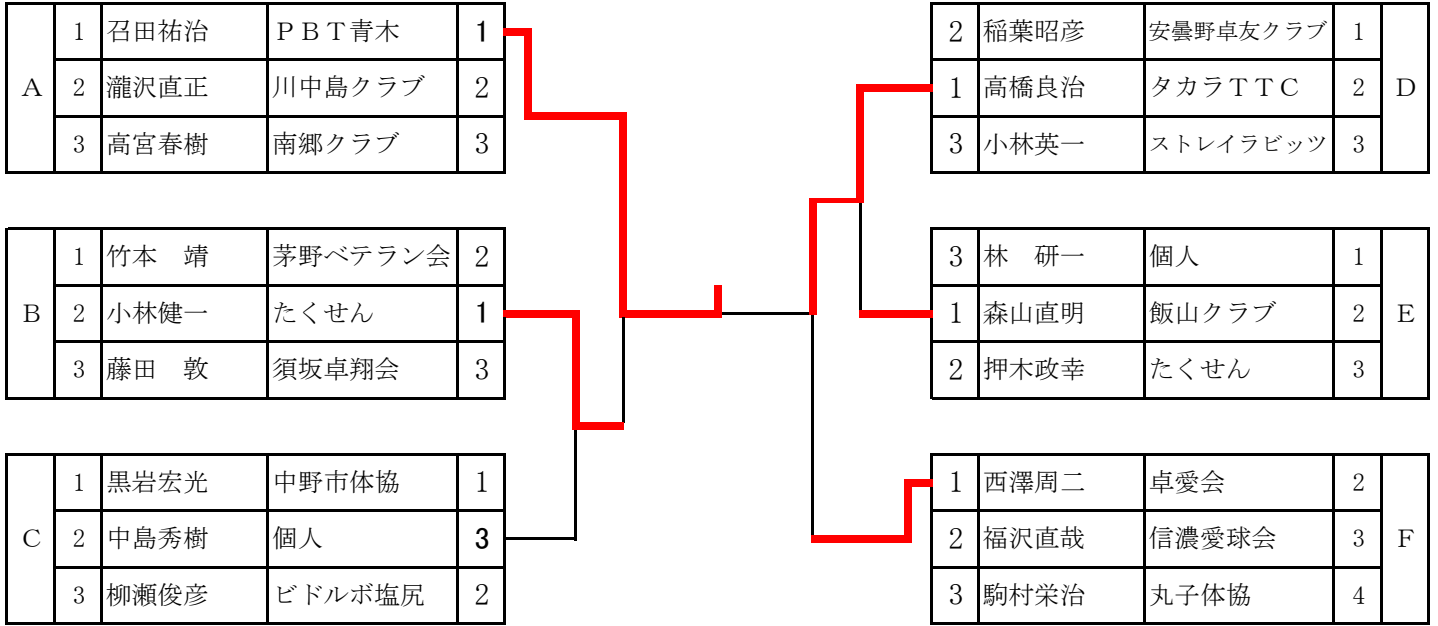 A
1 召田祐治 PBT青木 1
2 瀧沢直正 川中島クラブ 2
3 高宮春樹 南郷クラブ 3
B
1 竹本 靖 茅野ベテラン会 2
2 小林健一 たくせん 1
3 藤田 敦 須坂卓翔会 3
C
1 黒岩宏光 中野市体協 1
2 中島秀樹 個人 3
3 柳瀬俊彦 ビドルボ塩尻 2
2 稲葉昭彦 安曇野卓友クラブ 1
1 高橋良治 タカラTTC 2
3 小林英一 ストレイラビッツ 3
D
3 林 研一 個人 1
1 森山直明 飯山クラブ 2
2 押木政幸 たくせん 3
E
1 西澤周二 卓愛会 2
2 福沢直哉 信濃愛球会 3
3 駒村栄治 丸子体協 4
F